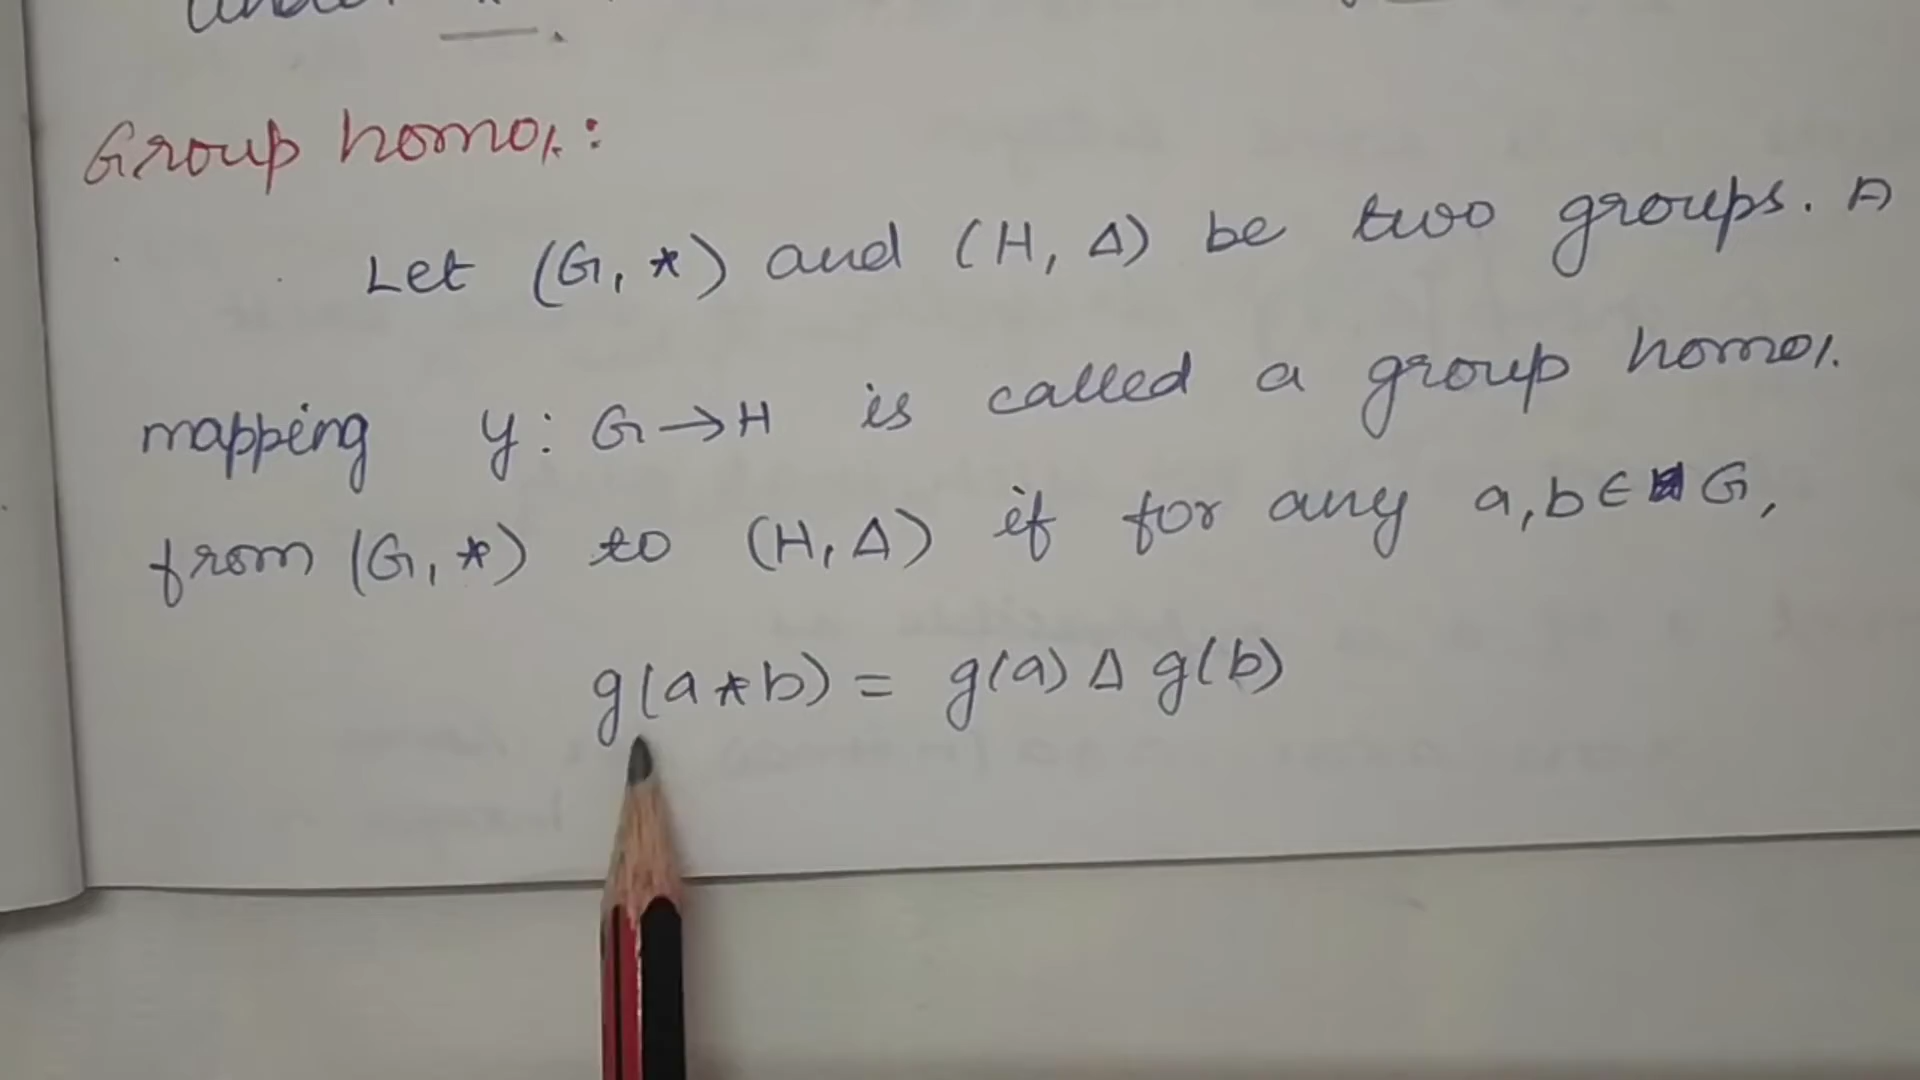 Group homo/.:
Let (G, *) and (H, Δ) be two groups. A
mapping y: G→H is called a group homo/.
from (G, *) to (H, Δ) if for any a, b ∈ G,
g(a * b) = g(a) Δ g(b)